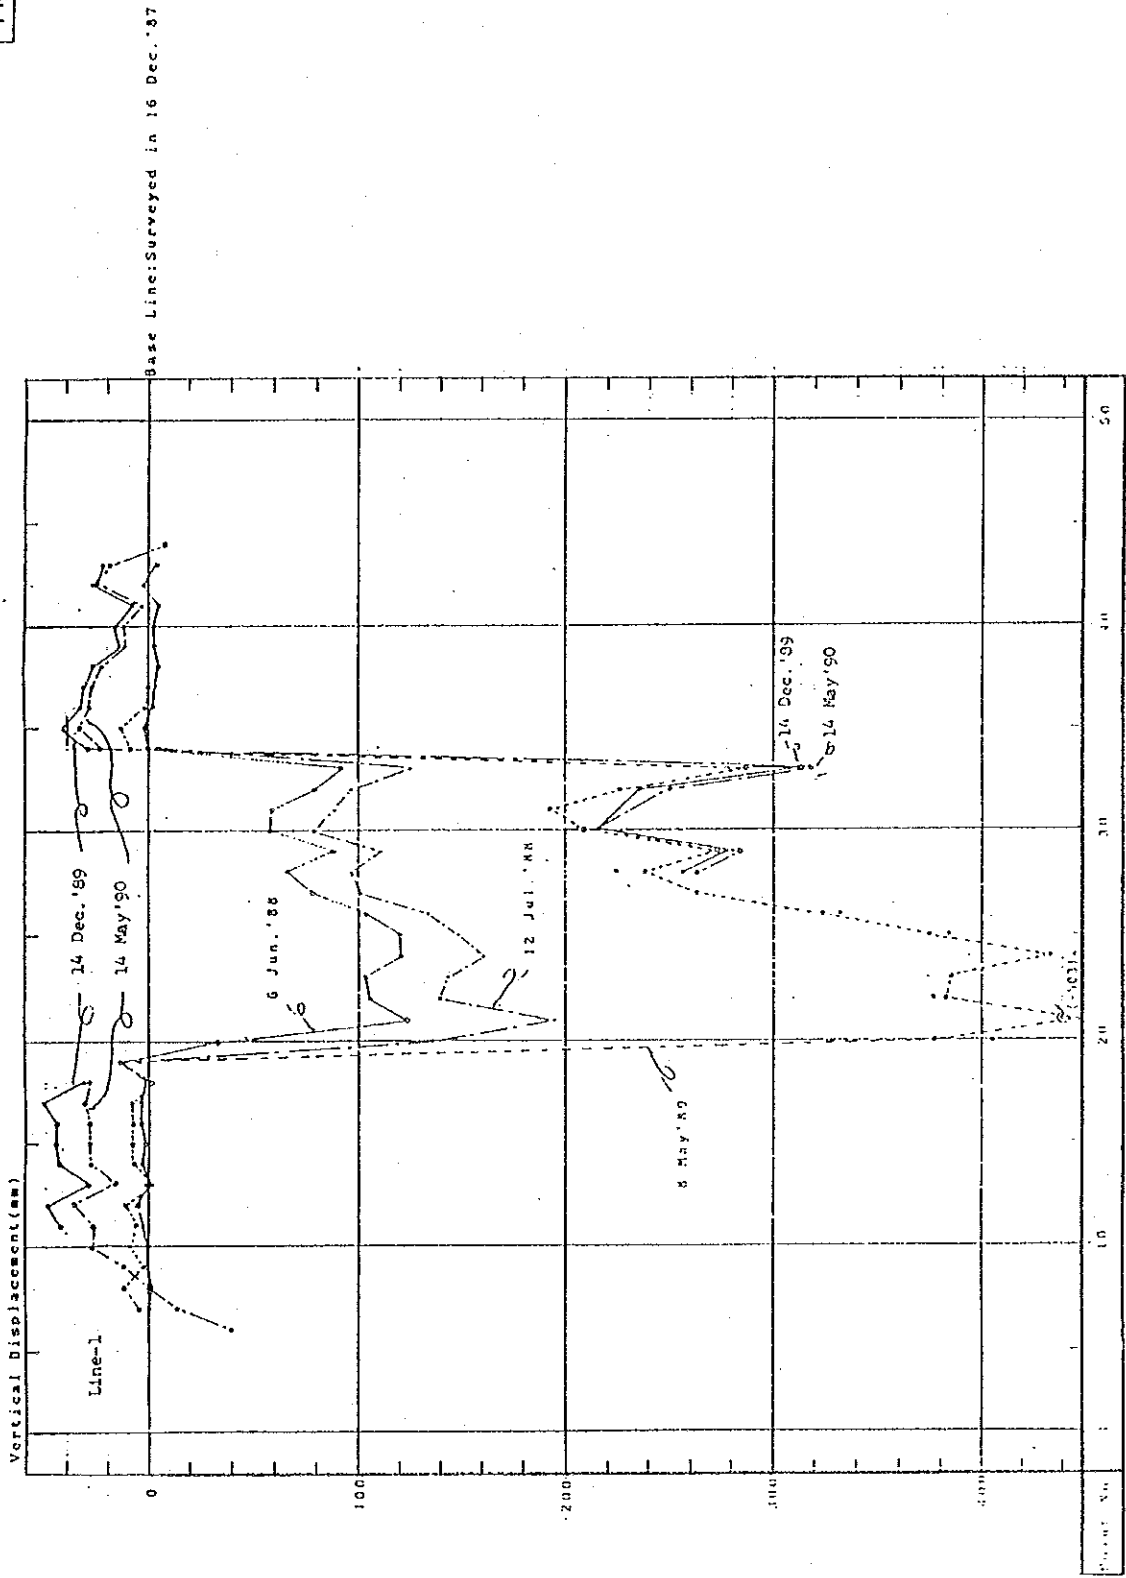 Vertical Displacement(mm)
Base Line:Surveyed in 16 Dec.'87
Line-1
14 Dec.'89
14 May'90
6 Jun.'88
12 Jul.'88
8 May'89
14 Dec.'89
14 May'90
0
100
200
10
20
30
40
50